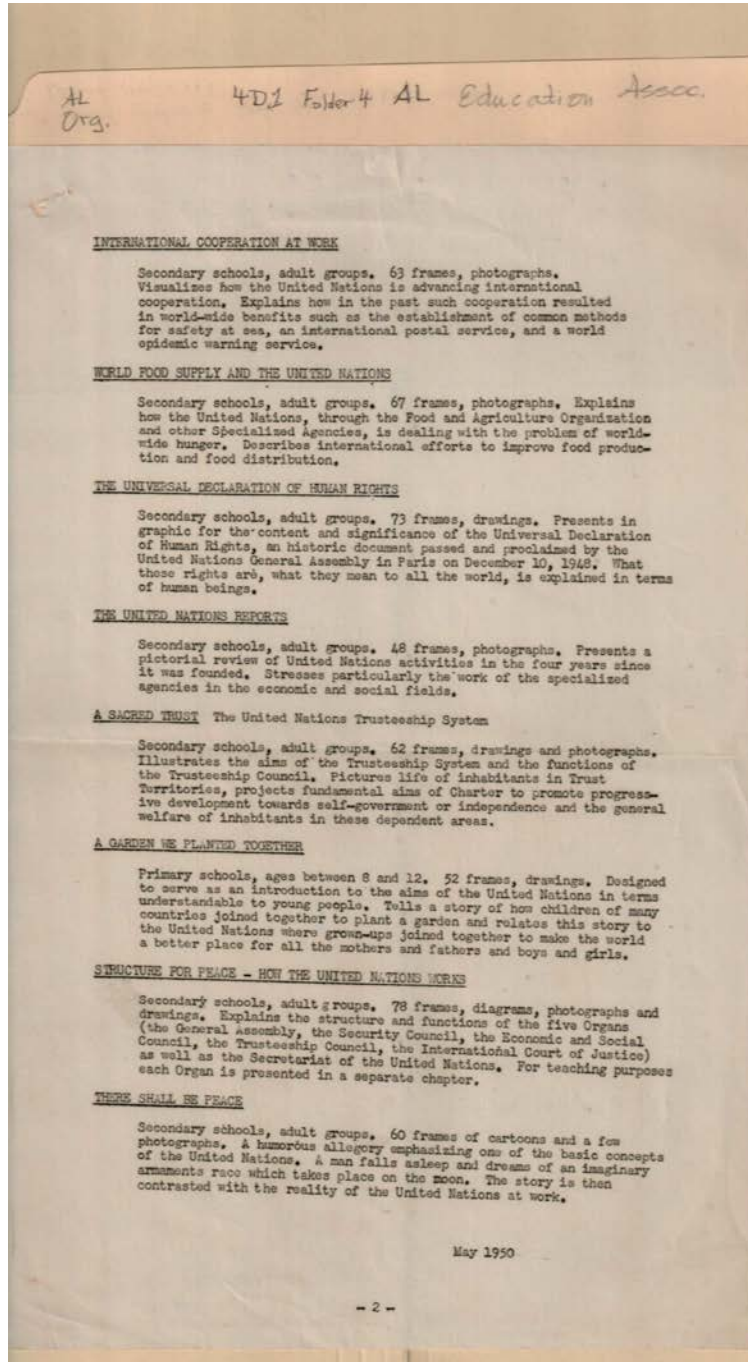 AL
Org.
4D1 Folder 4 AL Education Assoc.
INTERNATIONAL COOPERATION AT WORK
Secondary schools, adult groups. 63 frames, photographs.
Visualizes how the United Nations is advancing international
cooperation. Explains how in the past such cooperation resulted
in world-wide benefits such as the establishment of common methods
for safety at sea, an international postal service, and a world
epidemic warning service.
WORLD FOOD SUPPLY AND THE UNITED NATIONS
Secondary schools, adult groups. 67 frames, photographs. Explains
how the United Nations, through the Food and Agriculture Organization
and other Specialized Agencies, is dealing with the problem of world-
wide hunger. Describes international efforts to improve food produc-
tion and food distribution.
THE UNIVERSAL DECLARATION OF HUMAN RIGHTS
Secondary schools, adult groups. 73 frames, drawings. Presents in
graphic for the content and significance of the Universal Declaration
of Human Rights, an historic document passed and proclaimed by the
United Nations General Assembly in Paris on December 10, 1948. What
these rights are, what they mean to all the world, is explained in terms
of human beings.
THE UNITED NATIONS REPORTS
Secondary schools, adult groups. 48 frames, photographs. Presents a
pictorial review of United Nations activities in the four years since
it was founded. Stresses particularly the work of the specialized
agencies in the economic and social fields.
A SACRED TRUST The United Nations Trusteeship System
Secondary schools, adult groups. 62 frames, drawings and photographs.
Illustrates the aims of the Trusteeship System and the functions of
the Trusteeship Council. Pictures life of inhabitants in Trust
Territories, projects fundamental aims of Charter to promote progress-
ive development towards self-government or independence and the general
welfare of inhabitants in these dependent areas.
A GARDEN WE PLANTED TOGETHER
Primary schools, ages between 8 and 12. 52 frames, drawings. Designed
to serve as an introduction to the aims of the United Nations in terms
understandable to young people. Tells a story of how children of many
countries joined together to plant a garden and relates this story to
the United Nations where grown-ups joined together to make the world
a better place for all the mothers and fathers and boys and girls.
STRUCTURE FOR PEACE - HOW THE UNITED NATIONS WORKS
Secondary schools, adult groups. 78 frames, diagrams, photographs and
drawings. Explains the structure and functions of the five Organs
(the General Assembly, the Security Council, the Economic and Social
Council, the Trusteeship Council, the International Court of Justice)
as well as the Secretariat of the United Nations. For teaching purposes
each Organ is presented in a separate chapter.
THERE SHALL BE PEACE
Secondary schools, adult groups. 60 frames of cartoons and a few
photographs. A humorous allegory emphasizing one of the basic concepts
of the United Nations. A man falls asleep and dreams of an imaginary
armaments race which takes place on the moon. The story is then
contrasted with the reality of the United Nations at work.
May 1950
- 2 -